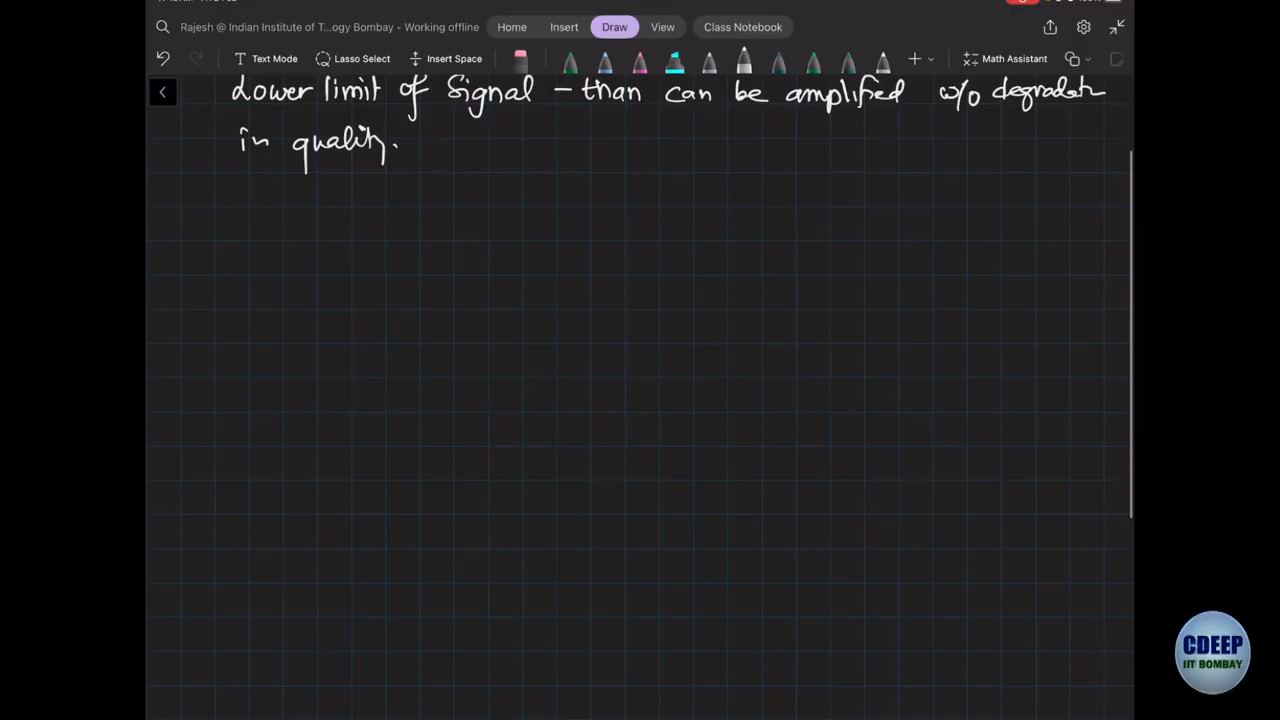 Rajesh @ Indian Institute of T...ogy Bombay - Working offline
Home
Insert
Draw
View
Class Notebook
Text Mode
Lasso Select
Insert Space
Math Assistant
Lower limit of Signal - than can be amplified w/o
in quality.
CDEEP
IIT BOMBAY